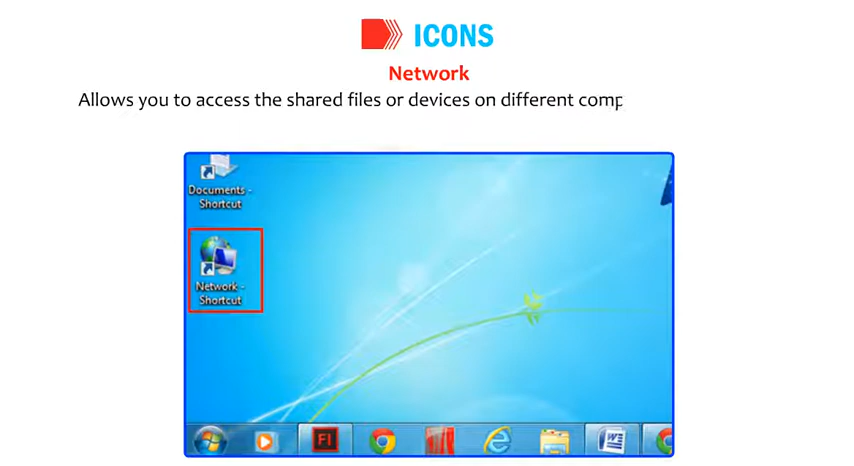 ICONS
Network
Allows you to access the shared files or devices on different comp
Documents -
Shortcut
Network -
Shortcut
Fl
W